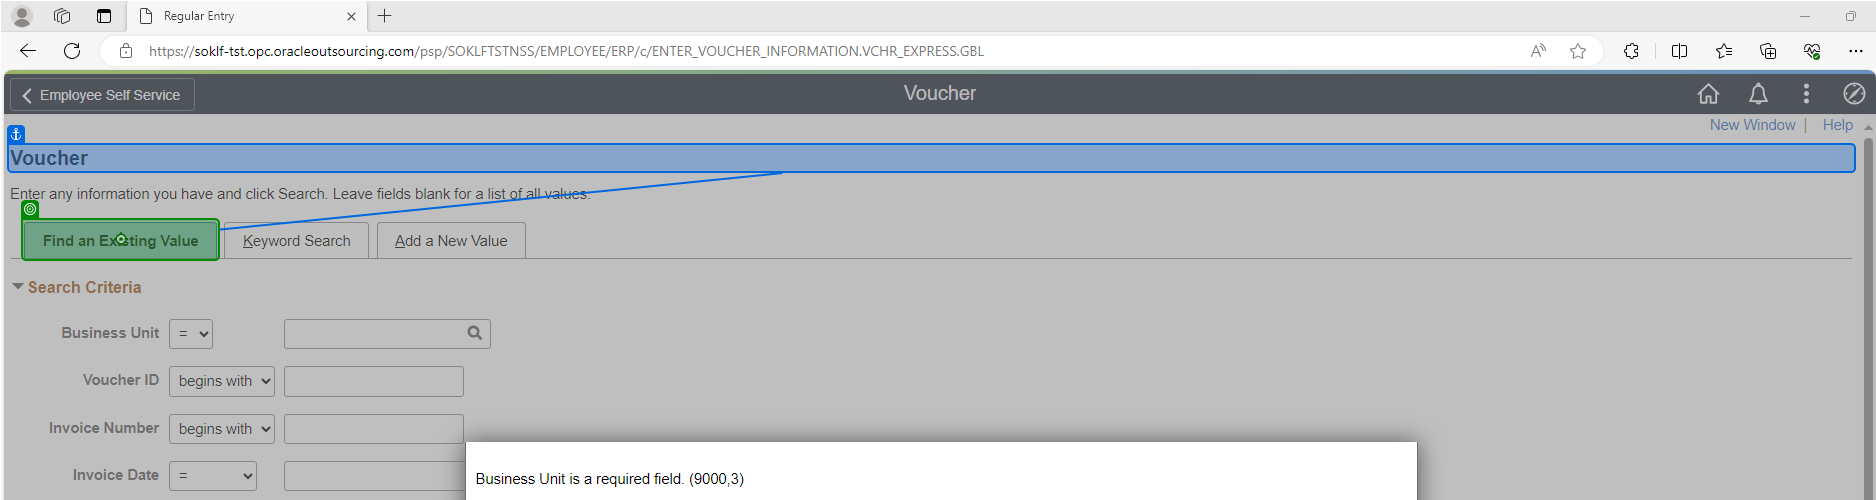 Regular Entry
https://soklf-tst.opc.oracleoutsourcing.com/psp/SOKLFTSTNSS/EMPLOYEE/ERP/c/ENTER_VOUCHER_INFORMATION.VCHR_EXPRESS.GBL
Employee Self Service
Voucher
New Window | Help
Voucher
Enter any information you have and click Search. Leave fields blank for a list of all values.
Find an Existing Value
Keyword Search
Add a New Value
Search Criteria
Business Unit =
Voucher ID begins with
Invoice Number begins with
Invoice Date =
Business Unit is a required field. (9000,3)